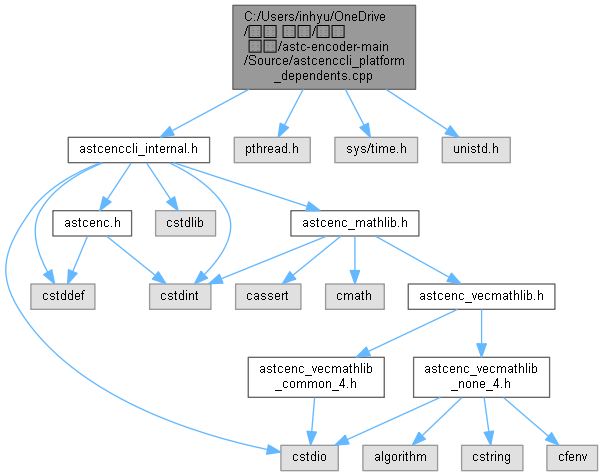 C:/Users/inhyu/OneDrive
/astc-encoder-main
/Source/astcenccli_platform
_dependents.cpp
astcenccli_internal.h
pthread.h
sys/time.h
unistd.h
astcenc.h
cstdlib
astcenc_mathlib.h
cstddef
cstdint
cassert
cmath
astcenc_vecmathlib.h
astcenc_vecmathlib
_common_4.h
astcenc_vecmathlib
_none_4.h
cstdio
algorithm
cstring
cfenv